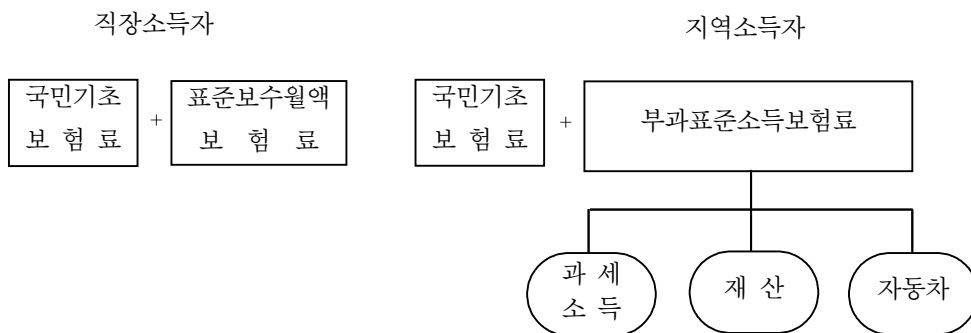 직장소득자
지역소득자
국민기초
보 험 료
+
표준보수월액
보 험 료
국민기초
보 험 료
+
부과표준소득보험료
과 세
소 득
재 산
자동차